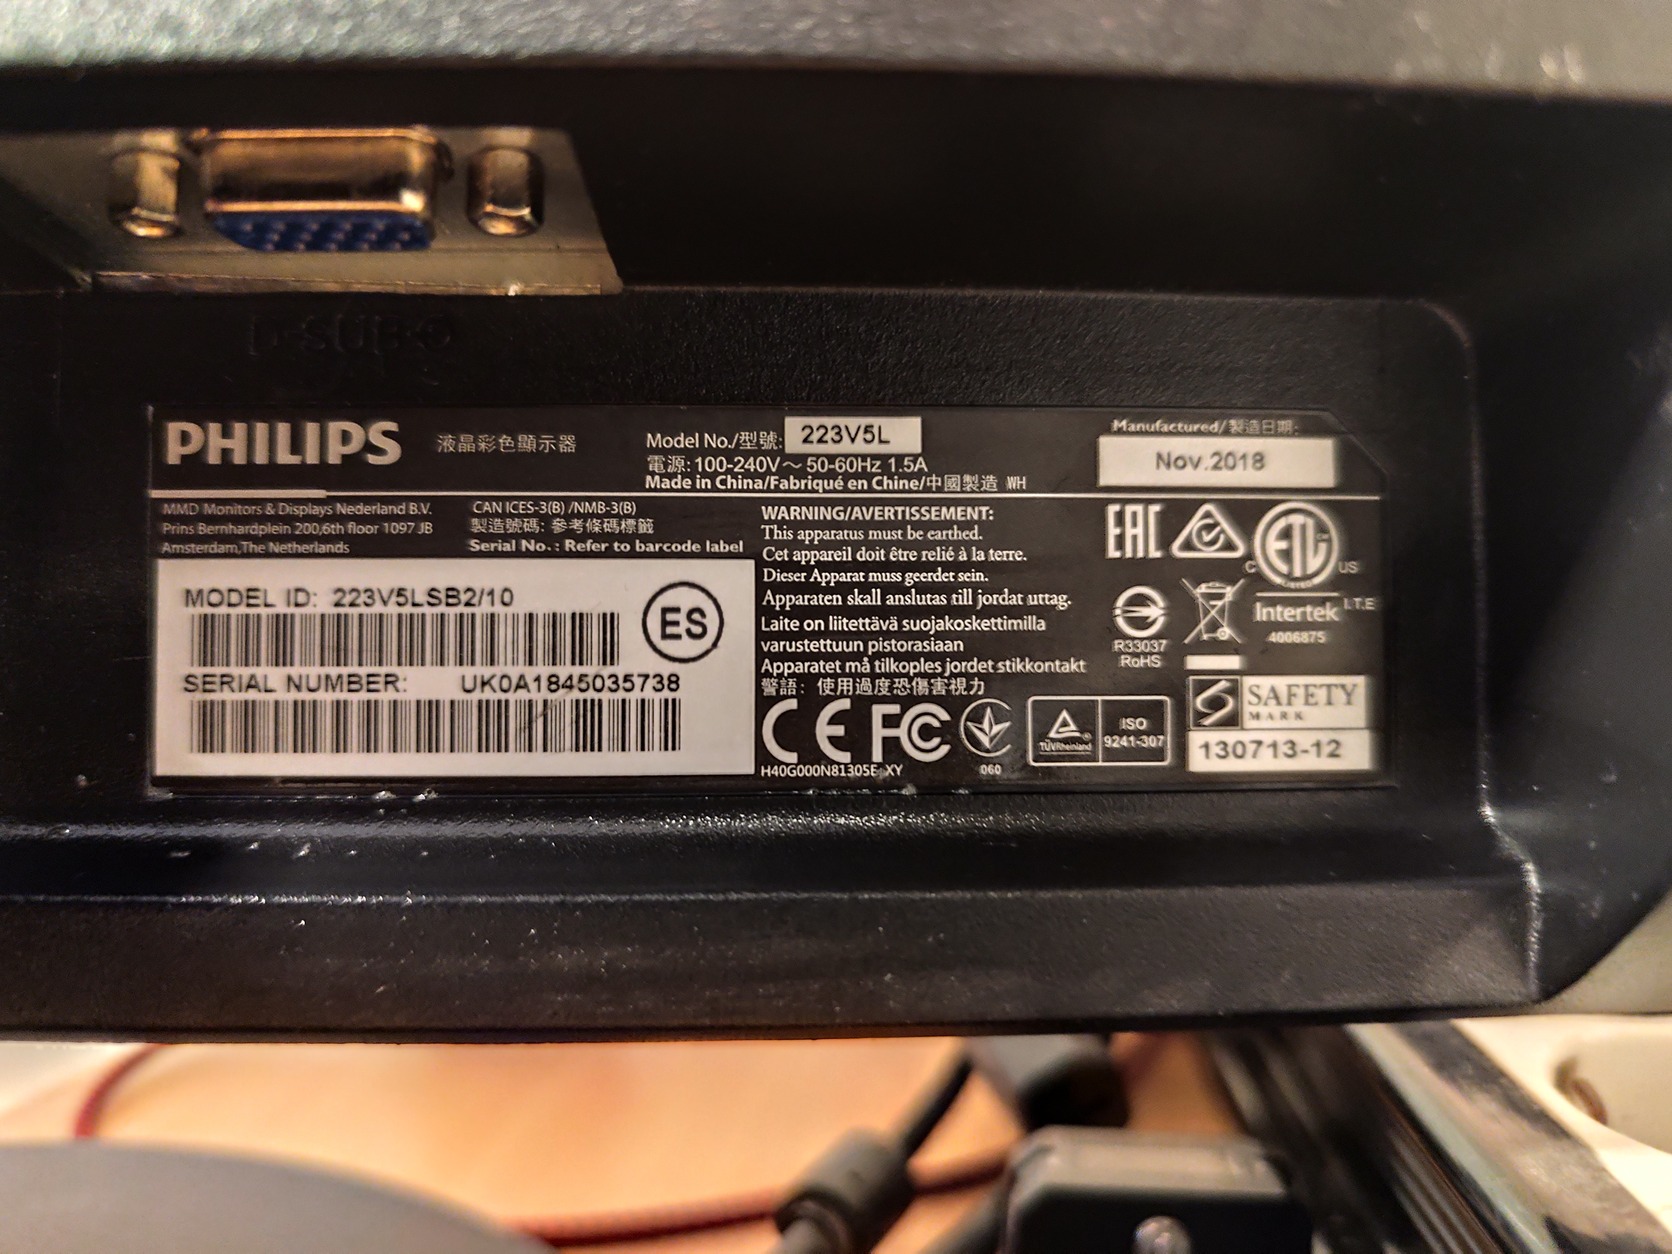 D-SUB
PHILIPS 液晶彩色顯示器
Model No./型號: 223V5L
電源: 100-240V～ 50-60Hz 1.5A
Made in China/Fabriqué en Chine/中國製造 WH
Manufactured/製造日期:
Nov.2018
MMD Monitors & Displays Nederland B.V.
Prins Bernhardplein 200,6th floor 1097 JB
Amsterdam,The Netherlands
CAN ICES-3(B) /NMB-3(B)
製造號碼: 參考條碼標籤
Serial No. : Refer to barcode label
MODEL ID: 223V5LSB2/10
ES
SERIAL NUMBER: UK0A1845035738
WARNING/AVERTISSEMENT:
This apparatus must be earthed.
Cet appareil doit être relié à la terre.
Dieser Apparat muss geerdet sein.
Apparaten skall anslutas till jordat uttag.
Laite on liitettävä suojakoskettimilla
varustettuun pistorasiaan
Apparatet må tilkoples jordet stikkontakt
警語: 使用過度恐傷害視力
CE FC
H40G000N81305E XY
060
TÜVRheinland
ISO
9241-307
EAC
ETL
CM
LISTED
C US
Intertek I.T.E
4006875
R33037
RoHS
SAFETY
MARK
130713-12